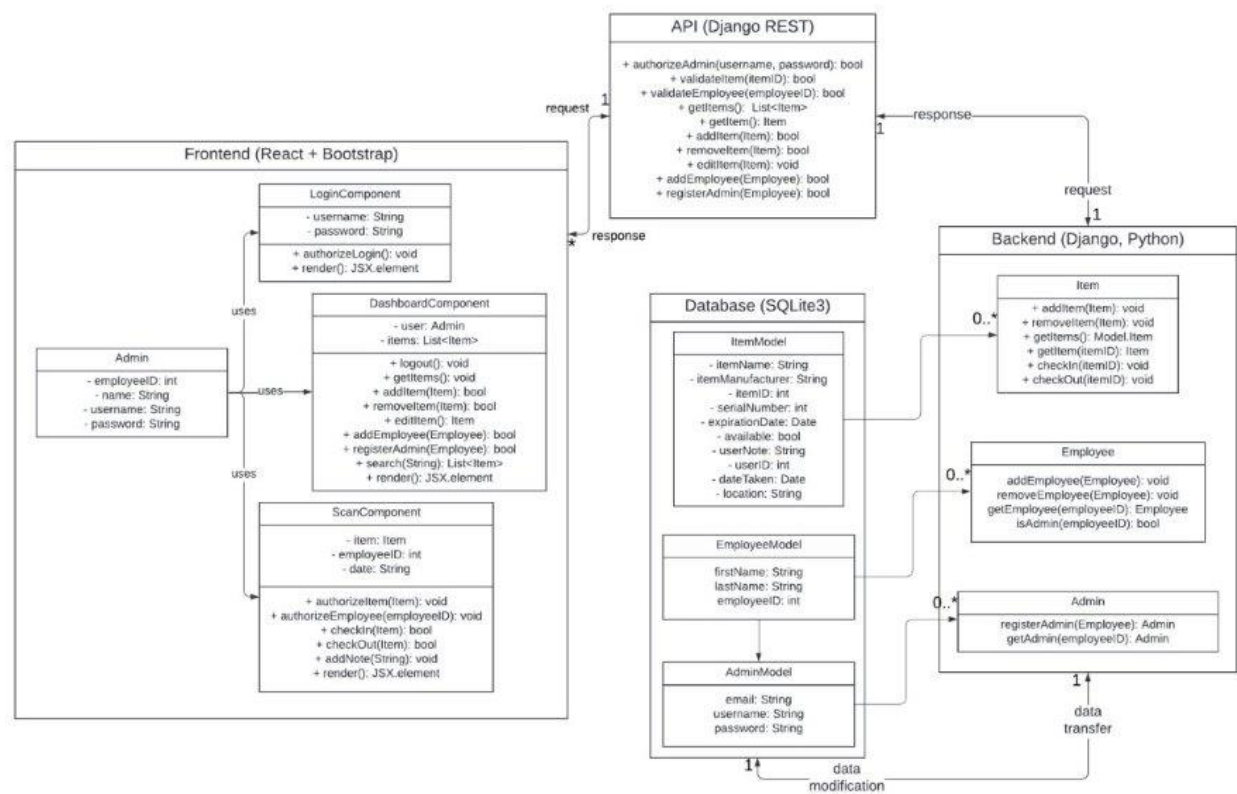 API (Django REST)
+ authorizeAdmin(username, password): bool
+ validateItem(itemID): bool
+ validateEmployee(employeeID): bool
+ getItems(): List<Item>
+ getItem(): Item
+ addItem(Item): bool
+ removeItem(Item): bool
+ editItem(Item): void
+ addEmployee(Employee): bool
+ registerAdmin(Employee): bool
request
1
1
response
request
1
*
response
Frontend (React + Bootstrap)
LoginComponent
- username: String
- password: String
+ authorizeLogin(): void
+ render(): JSX.element
uses
DashboardComponent
- user: Admin
- items: List<Item>
+ logout(): void
+ getItems(): void
+ addItem(Item): bool
+ removeItem(Item): bool
+ editItem(): Item
+ addEmployee(Employee): bool
+ registerAdmin(Employee): bool
+ search(String): List<Item>
+ render(): JSX.element
Admin
- employeeID: int
- name: String
- username: String
- password: String
uses
uses
ScanComponent
- item: Item
- employeeID: int
- date: String
+ authorizeItem(Item): void
+ authorizeEmployee(employeeID): void
+ checkIn(Item): bool
+ checkOut(Item): bool
+ addNote(String): void
+ render(): JSX.element
Database (SQLite3)
ItemModel
- itemName: String
- itemManufacturer: String
- itemID: int
- serialNumber: int
- expirationDate: Date
- available: bool
- userNote: String
- userID: int
- dateTaken: Date
- location: String
EmployeeModel
firstName: String
lastName: String
employeeID: int
AdminModel
email: String
username: String
password: String
Backend (Django, Python)
0..*
Item
+ addItem(Item): void
+ removeItem(Item): void
+ getItems(): Model.Item
+ getItem(itemID): Item
+ checkIn(itemID): void
+ checkOut(itemID): void
0..*
Employee
addEmployee(Employee): void
removeEmployee(Employee): void
getEmployee(employeeID): Employee
isAdmin(employeeID): bool
0..*
Admin
registerAdmin(Employee): Admin
getAdmin(employeeID): Admin
1
data
transfer
1
data
modification